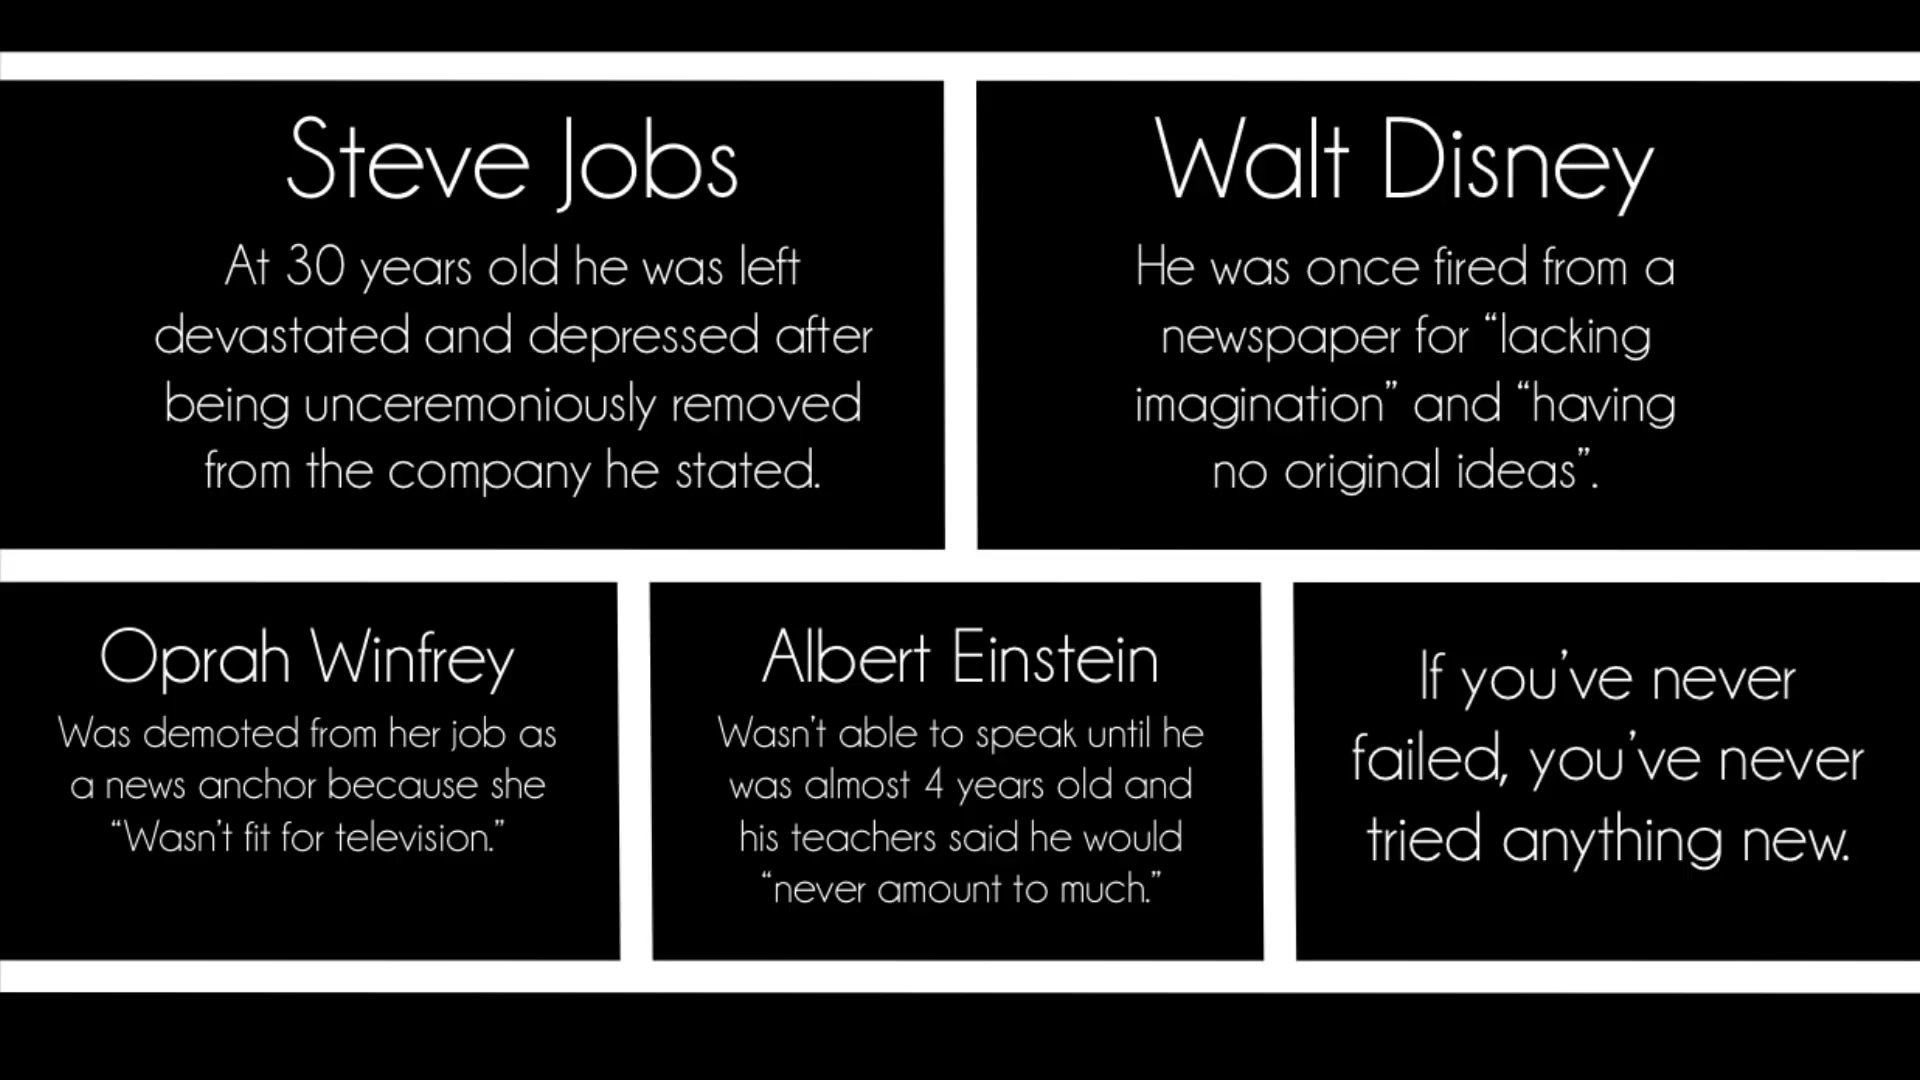 Steve Jobs
At 30 years old he was left
devastated and depressed after
being unceremoniously removed
from the company he stated.
Walt Disney
He was once fired from a
newspaper for “lacking
imagination” and “having
no original ideas”.
Oprah Winfrey
Was demoted from her job as
a news anchor because she
“Wasn’t fit for television.”
Albert Einstein
Wasn’t able to speak until he
was almost 4 years old and
his teachers said he would
“never amount to much.”
If you’ve never
failed, you’ve never
tried anything new.